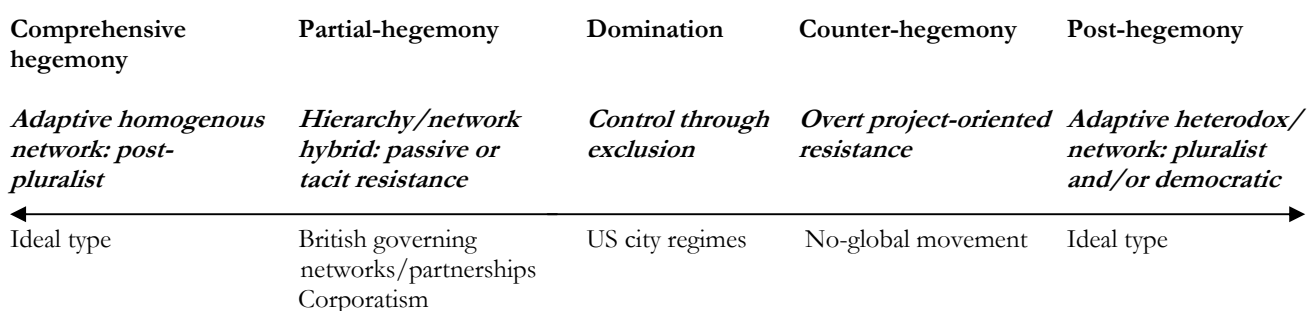 Comprehensive hegemony
Partial-hegemony
Domination
Counter-hegemony
Post-hegemony
Adaptive homogenous network: post-
pluralist
Hierarchy/network
hybrid: passive or
tacit resistance
Control through
exclusion
Overt project-oriented
resistance
Adaptive heterodox/
network: pluralist
and/or democratic
Ideal type
British governing
networks/partnerships
Corporatism
US city regimes
No-global movement
Ideal type